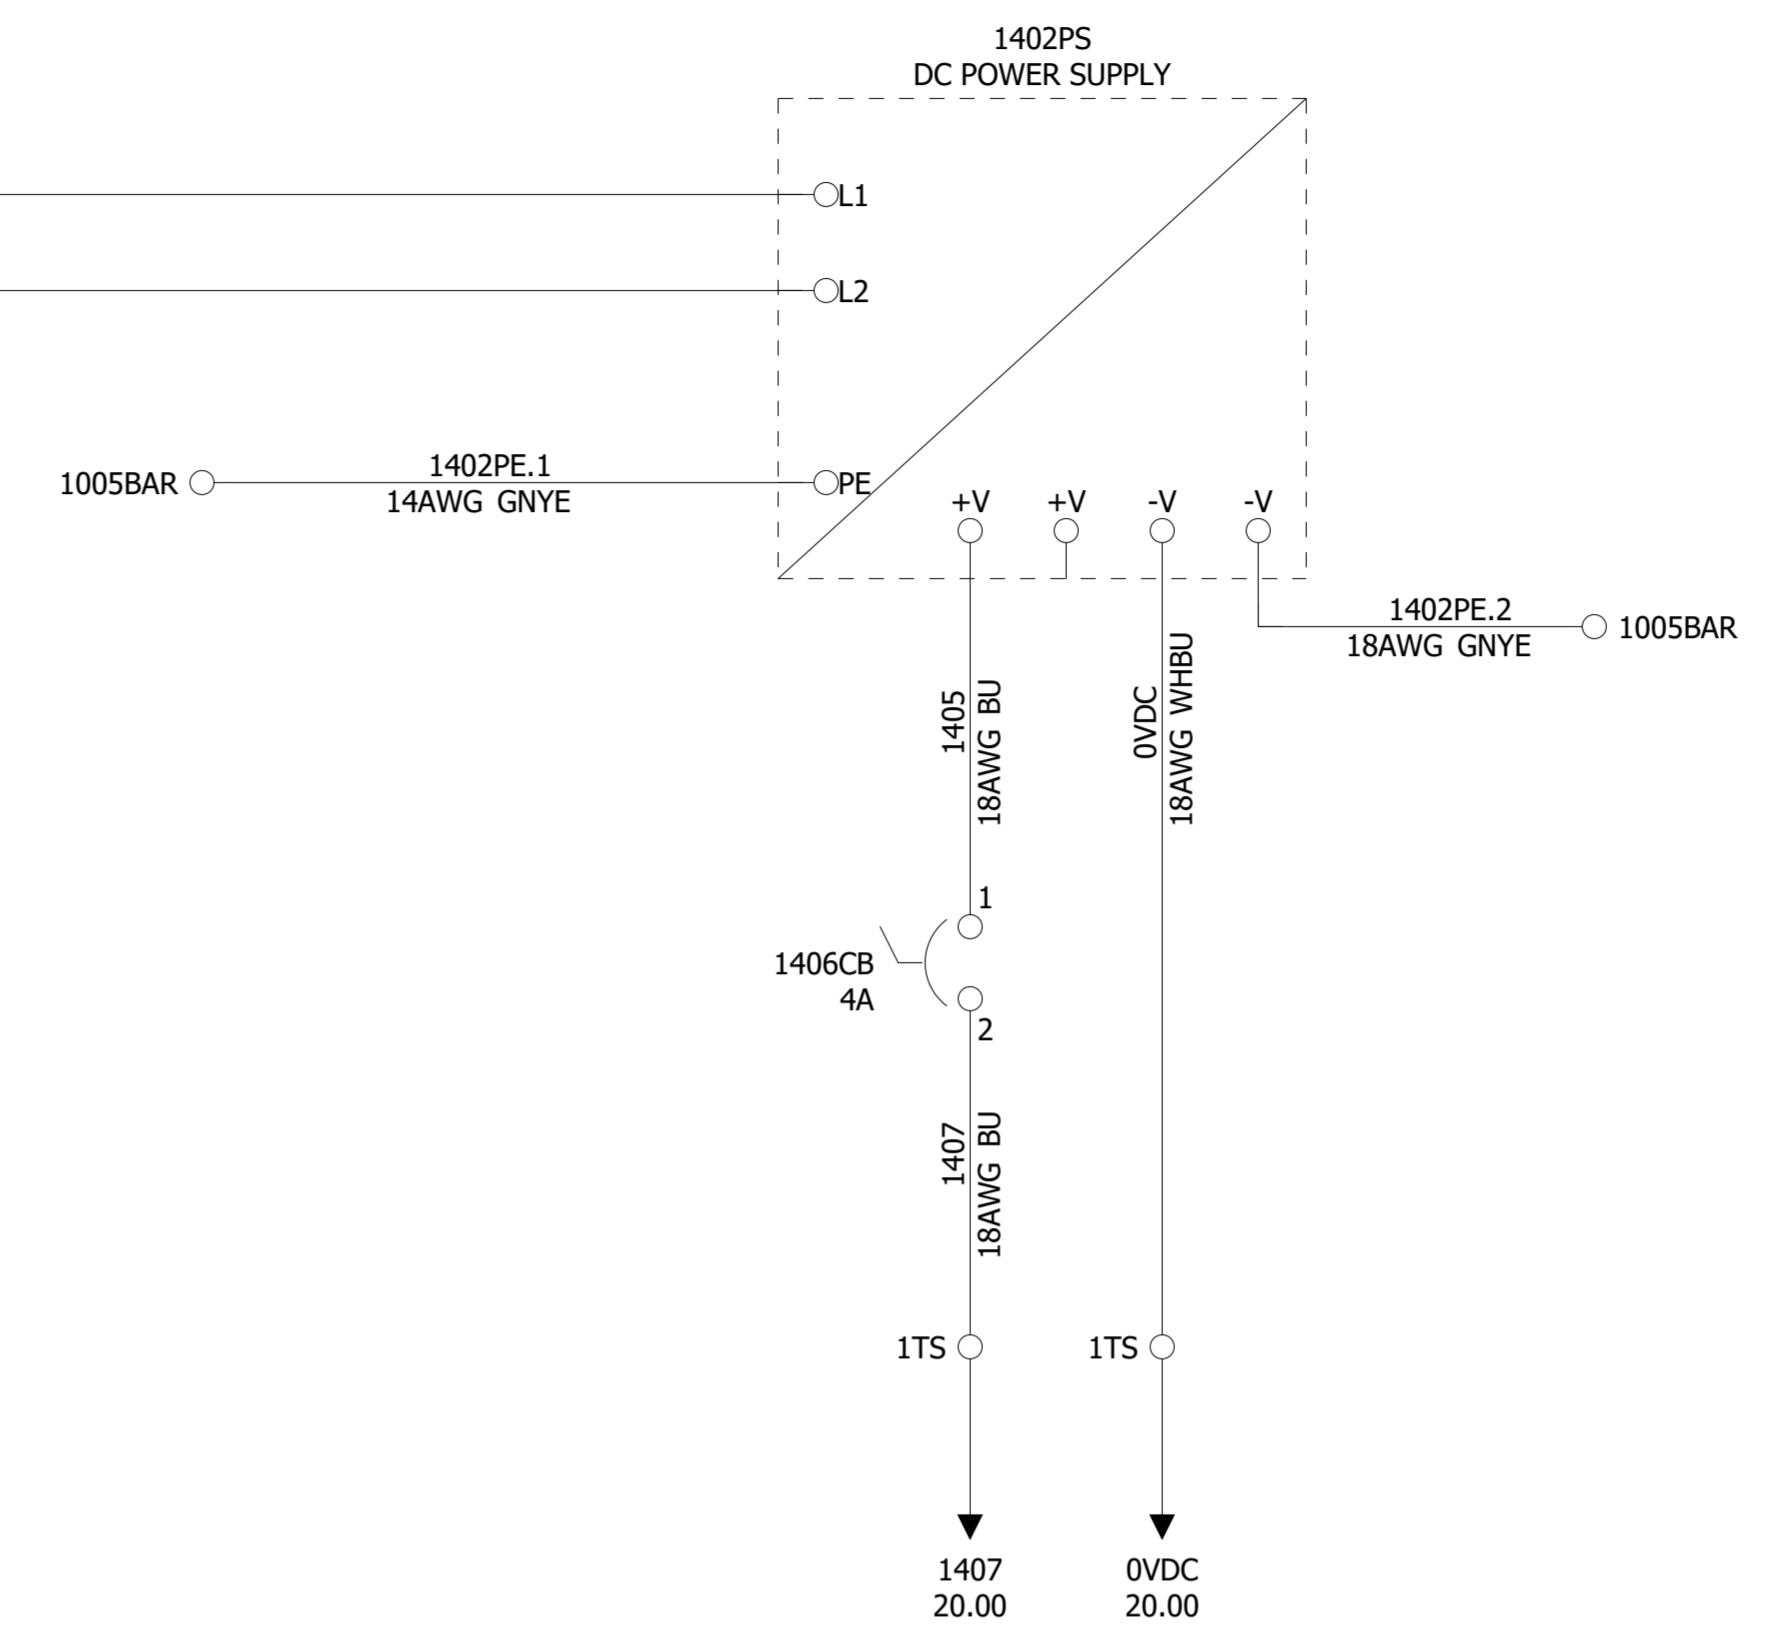 1402PS
DC POWER SUPPLY
L1
L2
1402PE.1
1005BAR
PE
14AWG GNYE
+V
+V
-V
-V
1402PE.2
1005BAR
18AWG GNYE
1405
18AWG BU
0VDC
18AWG WHBU
1
1406CB
4A
2
1407
18AWG BU
1TS
1TS
1407
20.00
0VDC
20.00